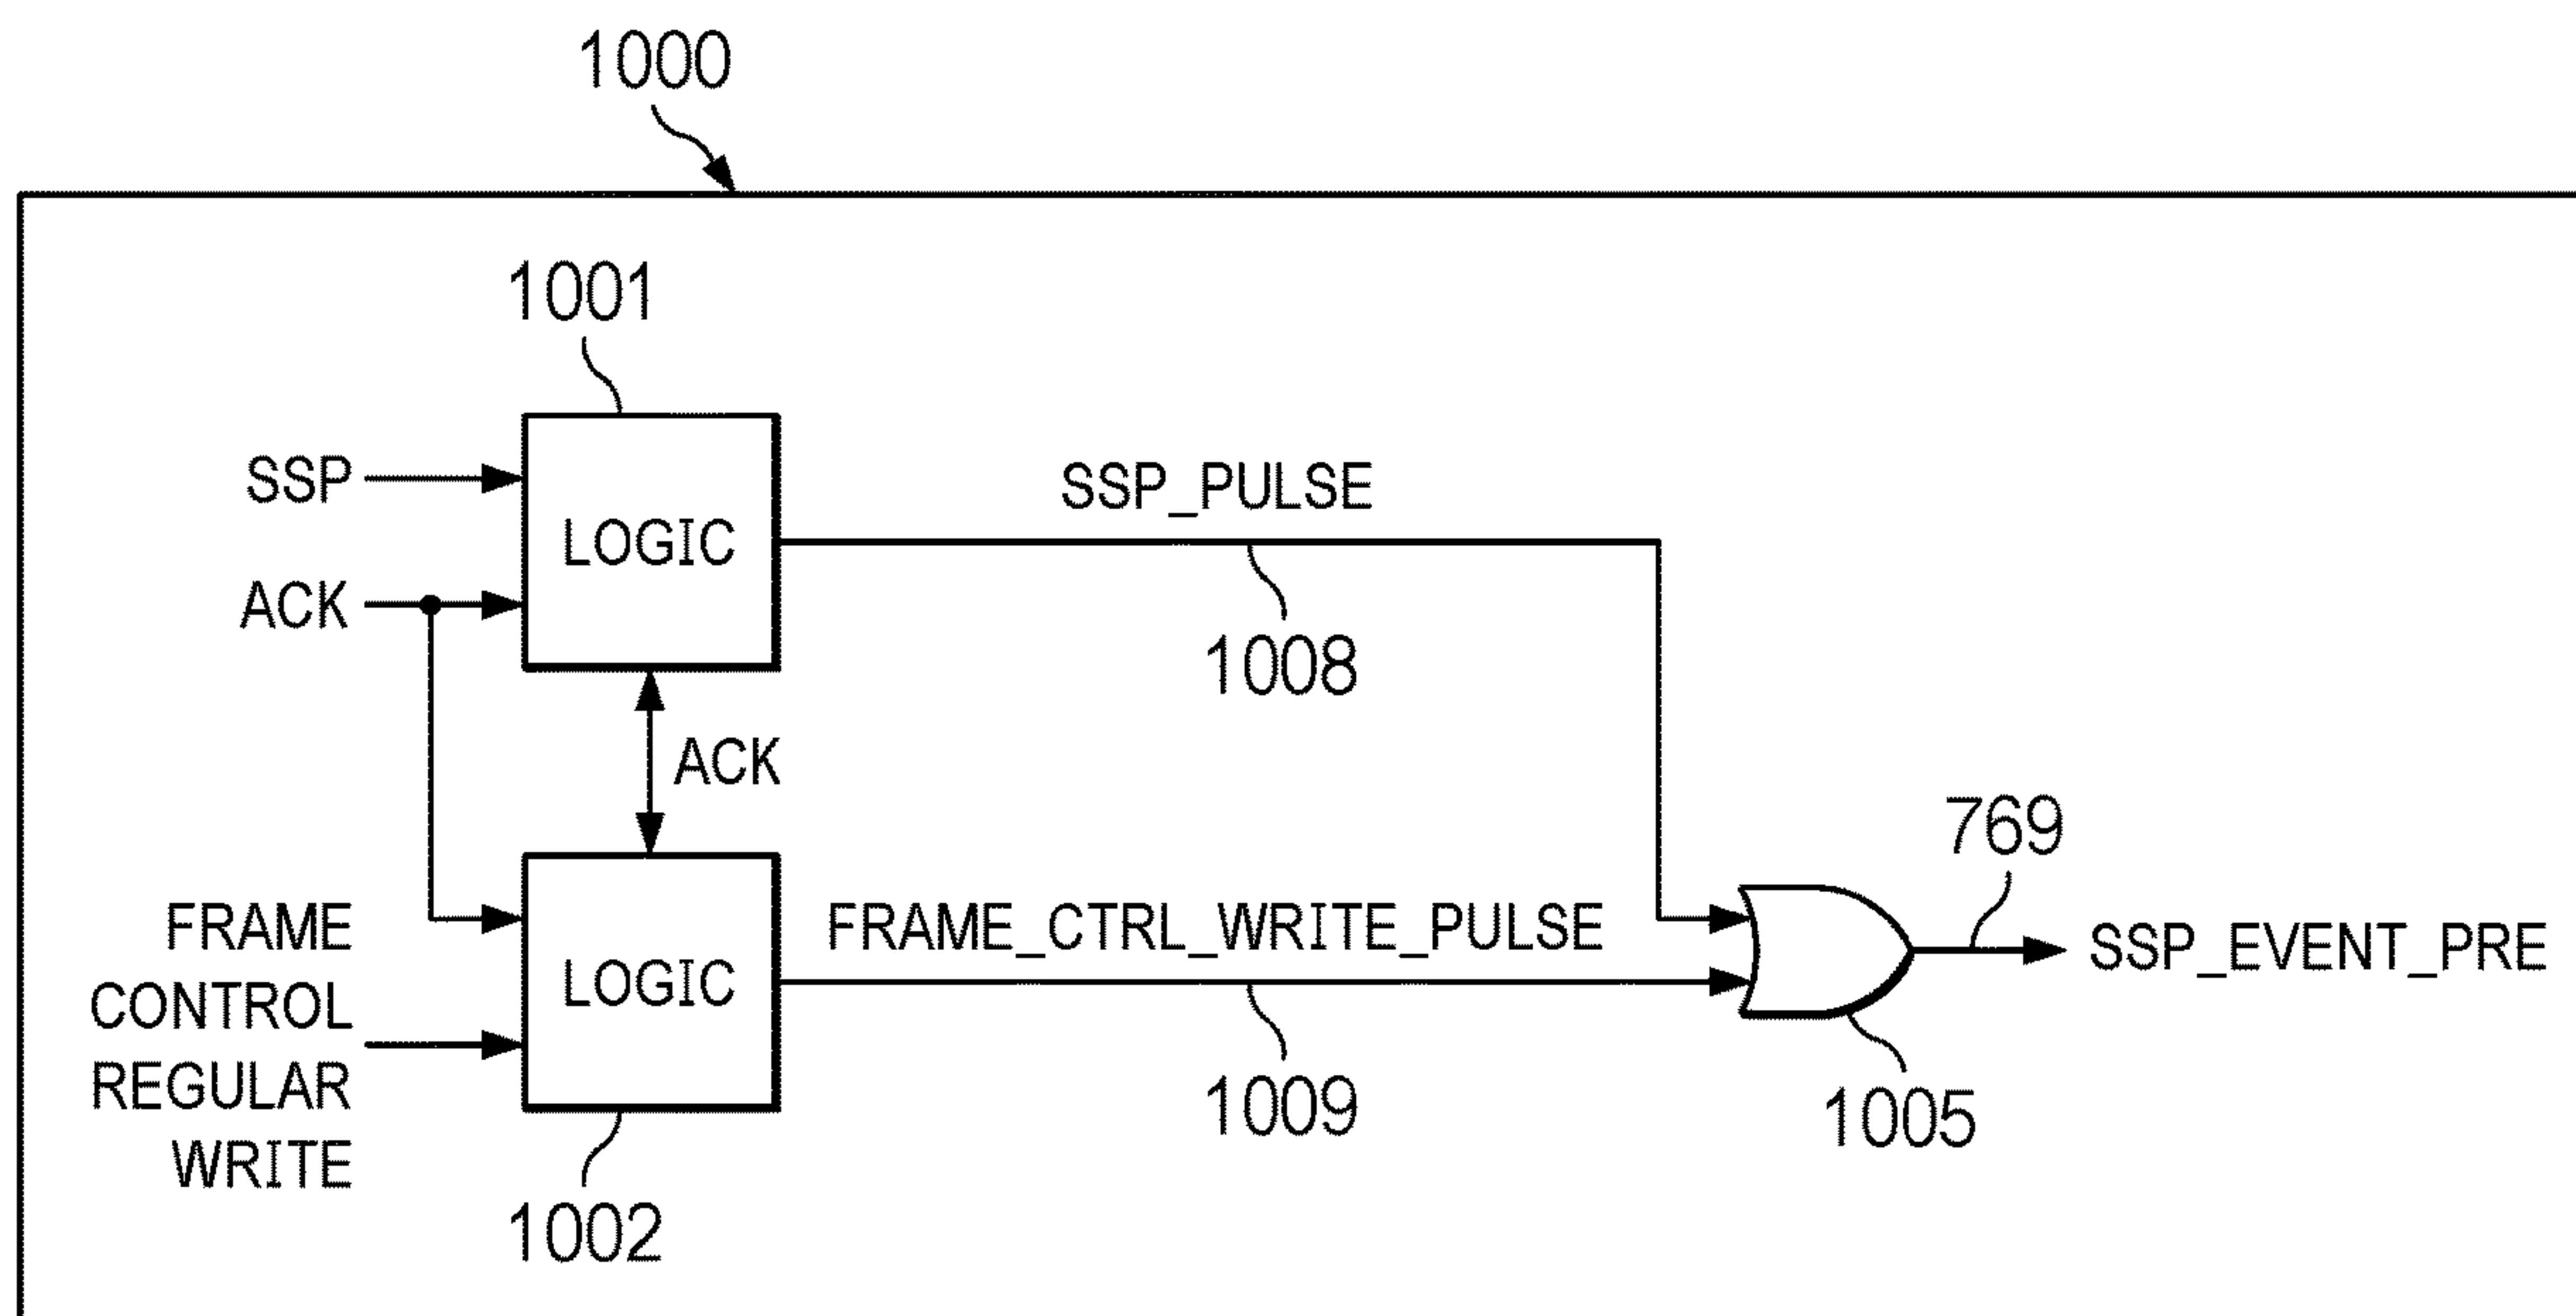 1000
1001
SSP
LOGIC
SSP_PULSE
ACK
1008
ACK
769
FRAME
CONTROL
REGULAR
WRITE
LOGIC
FRAME_CTRL_WRITE_PULSE
SSP_EVENT_PRE
1009
1005
1002